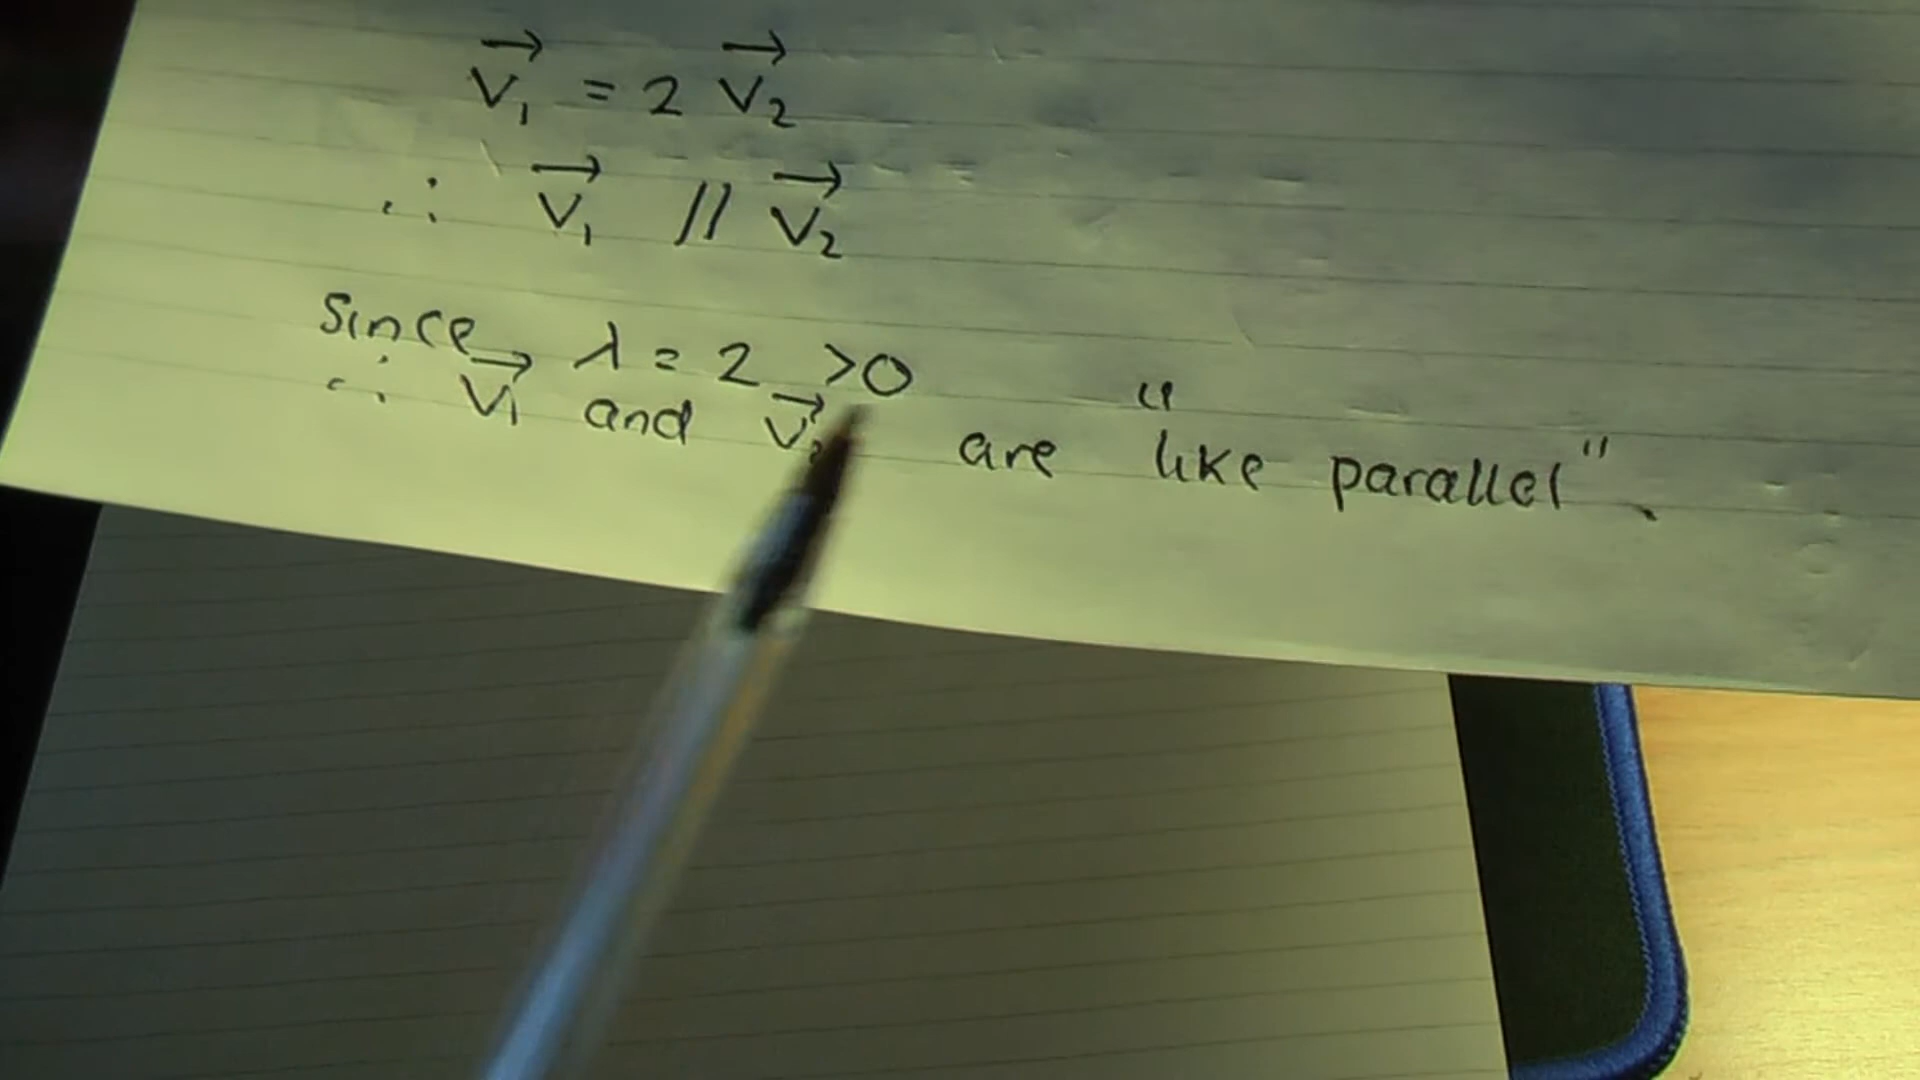 →V₁ = 2 →V₂
∴ →V₁ // →V₂
Since λ = 2 >0
∴ →V₁ and →V₂ are "like parallel".